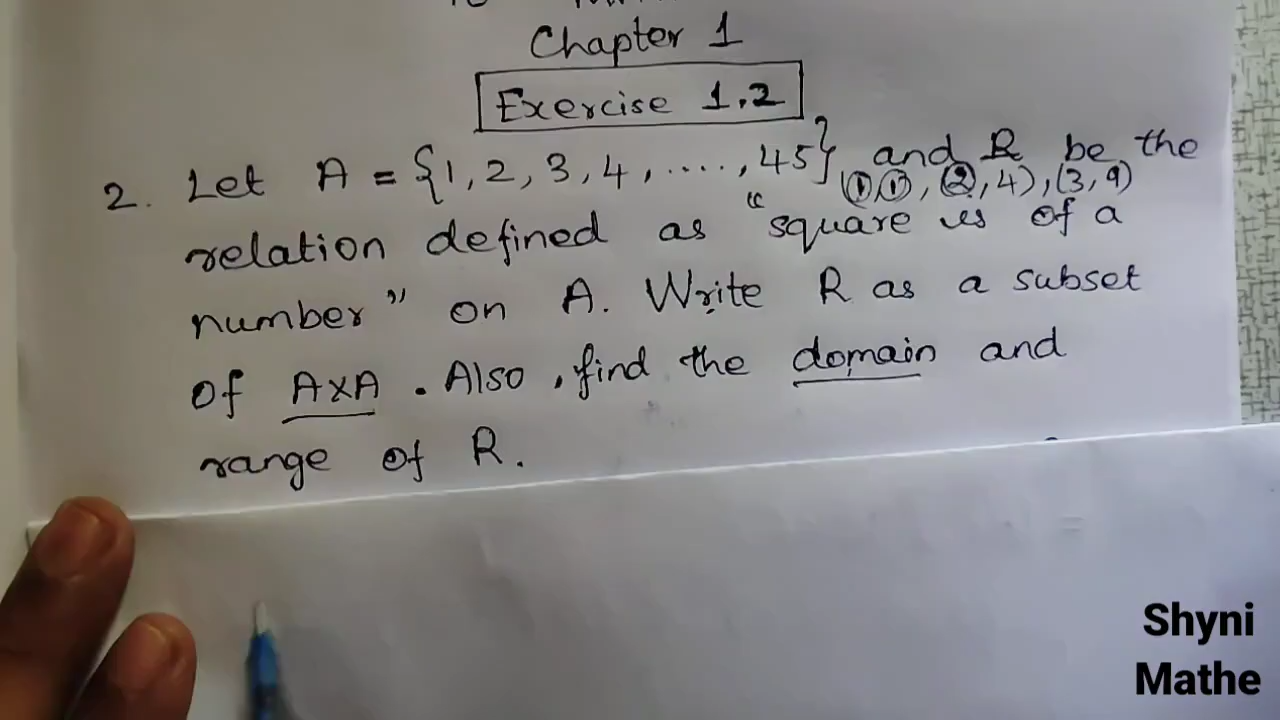 Chapter 1
Exercise 1.2
2. Let A = {1, 2, 3, 4, ...., 45} and R be the
(1,1), (2,4), (3,9)
relation defined as "square is of a
number" on A. Write R as a subset
of A×A. Also, find the domain and
range of R.
Shyni
Mathe